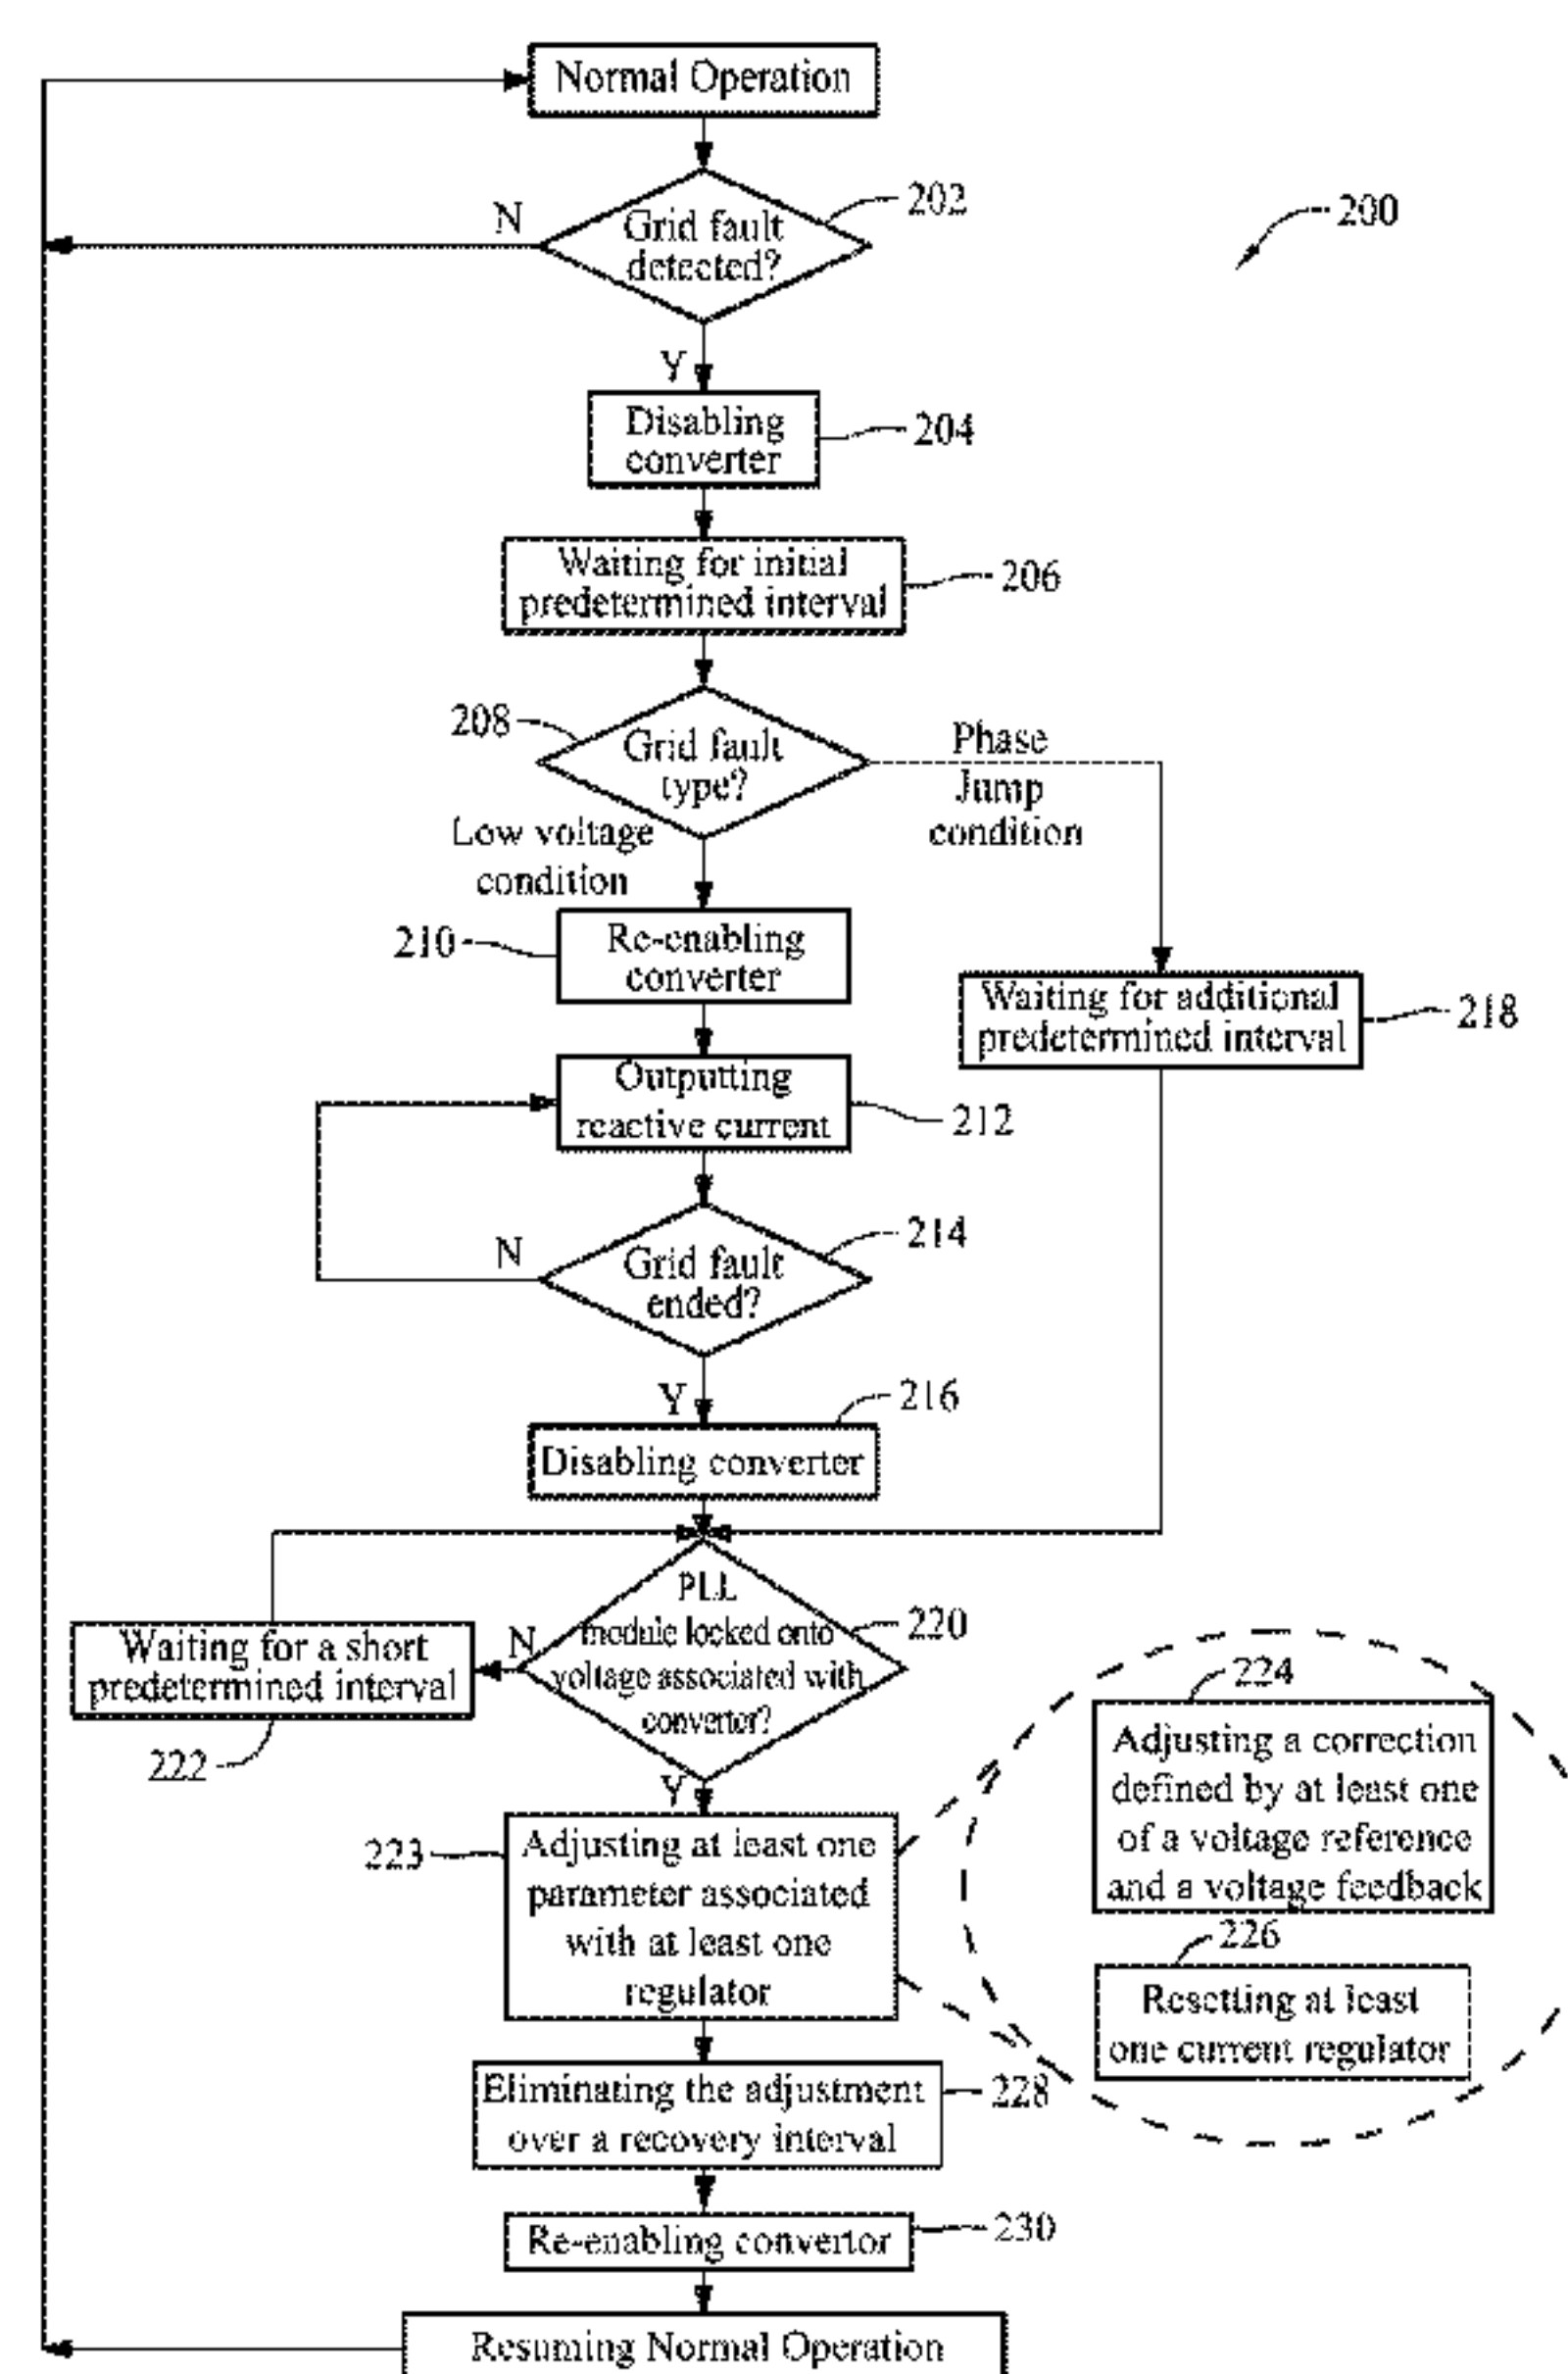 Normal Operation
N
Grid fault
detected?
202
200
Y
Disabling
converter
204
Waiting for initial
predetermined interval
206
208
Grid fault
type?
Phase
Jump
condition
Low voltage
condition
210
Re-enabling
converter
Waiting for additional
predetermined interval
218
Outputting
reactive current
212
N
Grid fault
ended?
214
Y
216
Disabling converter
PLL
module locked onto
voltage associated with
converter?
220
N
Waiting for a short
predetermined interval
222
Y
223
Adjusting at least one
parameter associated
with at least one
regulator
224
Adjusting a correction
defined by at least one
of a voltage reference
and a voltage feedback
226
Resetting at least
one current regulator
Eliminating the adjustment
over a recovery interval
228
Re-enabling convertor
230
Resuming Normal Operation